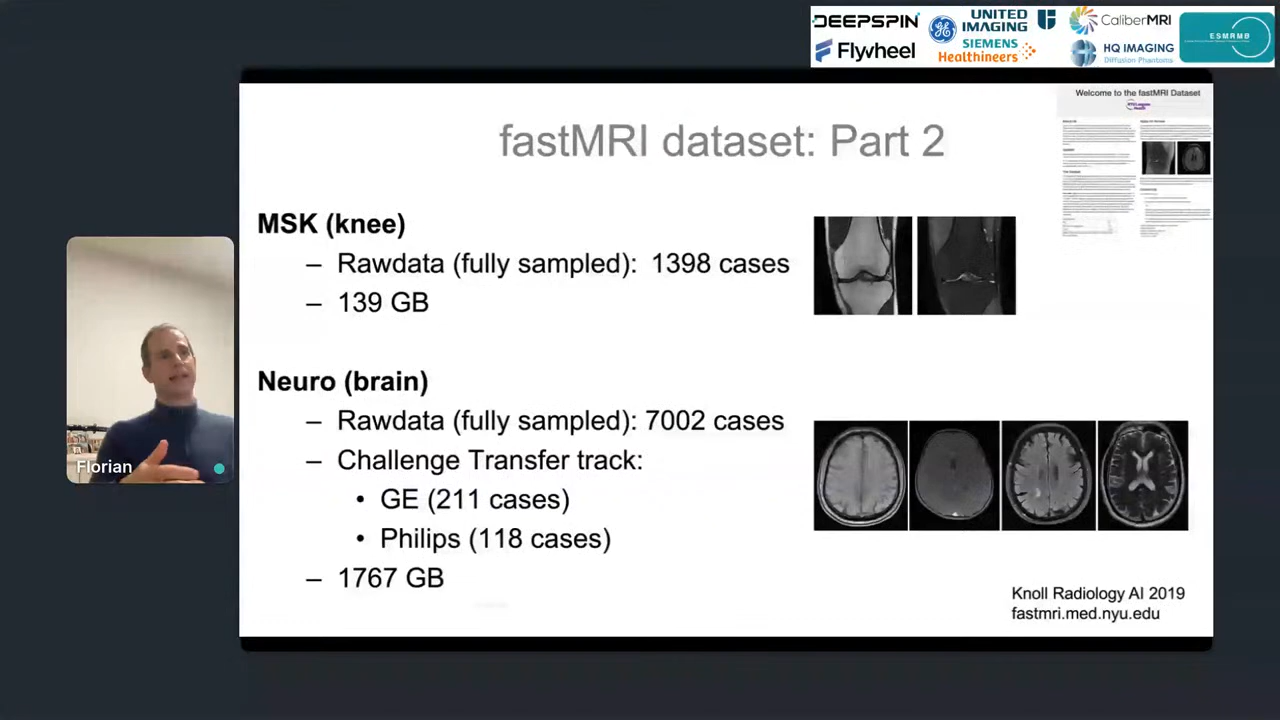 DEEPSPIN
UNITED
IMAGING
CaliberMRI
ESMRMB
Flywheel
SIEMENS
Healthineers
HQ IMAGING
Diffusion Phantoms
Welcome to the fastMRI Dataset
fastMRI dataset: Part 2
MSK (knee)
– Rawdata (fully sampled): 1398 cases
– 139 GB
Neuro (brain)
– Rawdata (fully sampled): 7002 cases
– Challenge Transfer track:
• GE (211 cases)
• Philips (118 cases)
– 1767 GB
Florian
Knoll Radiology AI 2019
fastmri.med.nyu.edu